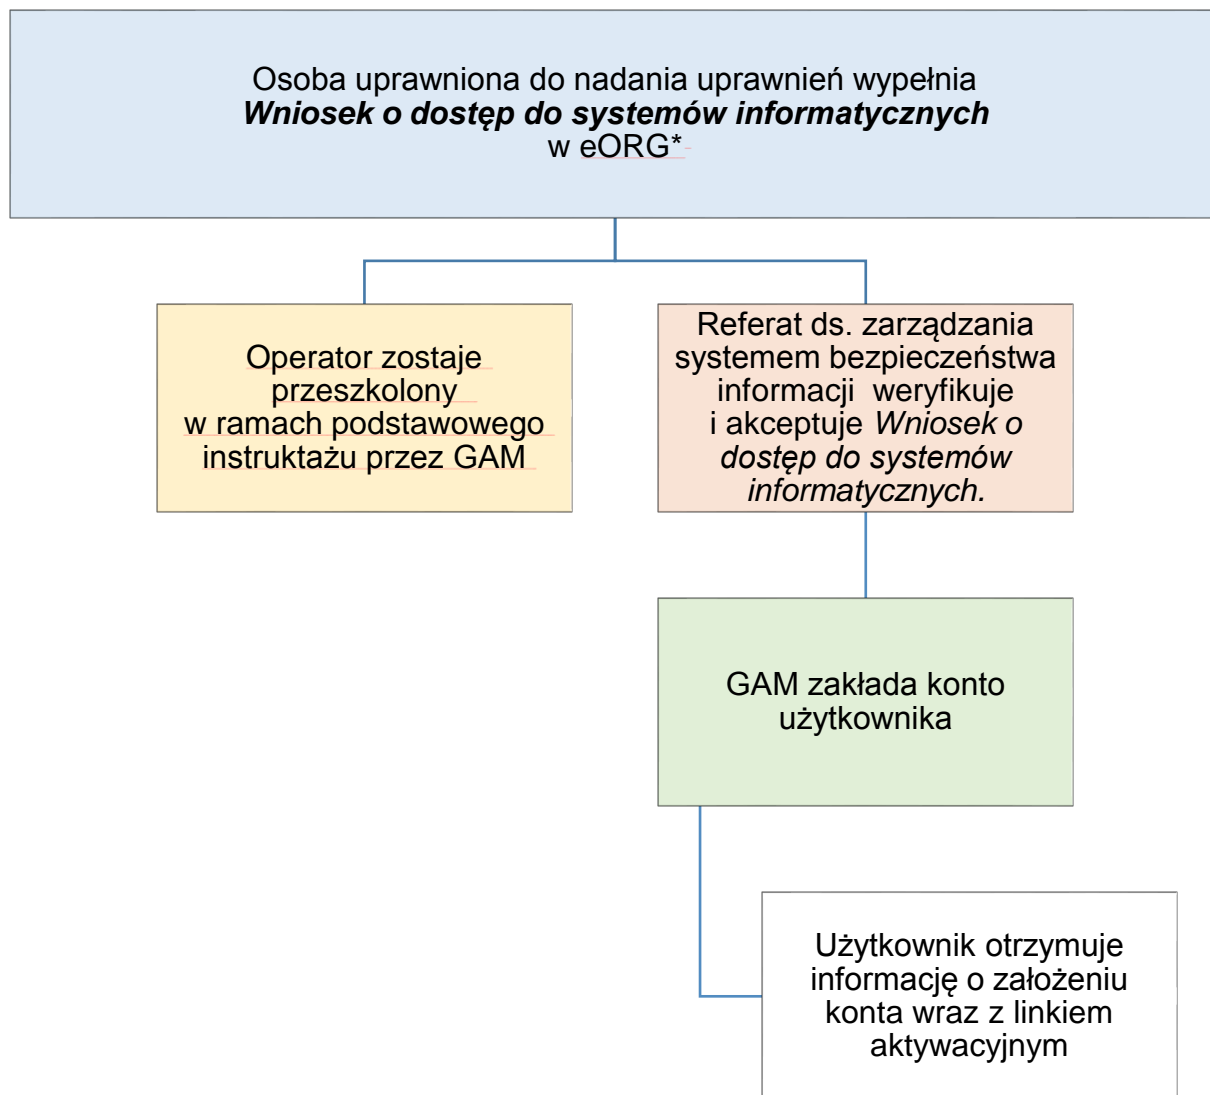 Osoba uprawniona do nadania uprawnień wypełnia
Wniosek o dostęp do systemów informatycznych
w eORG*
Operator zostaje
przeszkolony
w ramach podstawowego
instruktażu przez GAM
Referat ds. zarządzania
systemem bezpieczeństwa
informacji weryfikuje
i akceptuje Wniosek o
dostęp do systemów
informatycznych.
GAM zakłada konto
użytkownika
Użytkownik otrzymuje
informację o założeniu
konta wraz z linkiem
aktywacyjnym